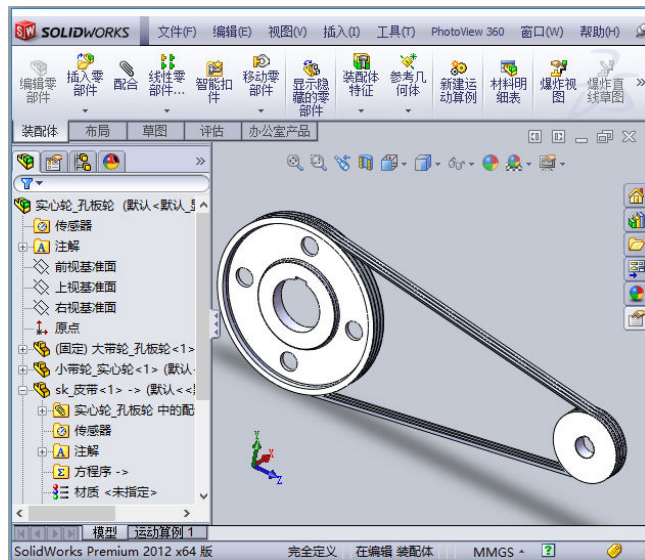 SOLIDWORKS 文件(F) 编辑(E) 视图(V) 插入(I) 工具(T) PhotoView 360 窗口(W) 帮助(H)
编辑零部件
插入零部件
配合
线性零部件...
智能扣件
移动零部件
显示隐藏的零部件
装配体特征
参考几何体
新建运动算例
材料明细表
爆炸视图
爆炸直线草图
装配体 布局 草图 评估 办公室产品
实心轮_孔板轮 (默认<默认_显
传感器
注解
前视基准面
上视基准面
右视基准面
原点
(固定) 大带轮_孔板轮<1>
小带轮_实心轮<1> (默认<
sk_皮带<1> -> (默认<<
实心轮_孔板轮 中的配
传感器
注解
方程序 ->
材质 <未指定>
模型 运动算例 1
SolidWorks Premium 2012 x64 版 完全定义 在编辑 装配体 MMGS